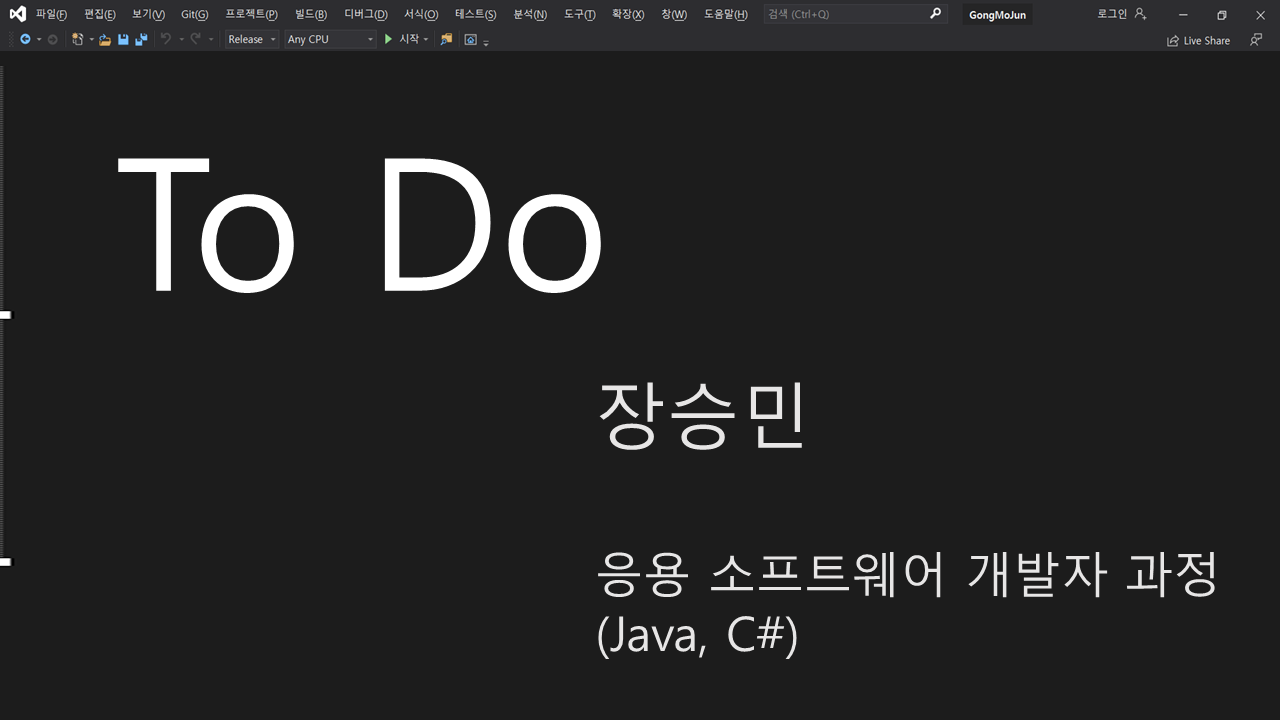 파일(F) 편집(E) 보기(V) Git(G) 프로젝트(P) 빌드(B) 디버그(D) 서식(O) 테스트(S) 분석(N) 도구(T) 확장(X) 창(W) 도움말(H) 검색 (Ctrl+Q) GongMoJun 로그인
Release Any CPU 시작 Live Share
To Do
장승민
응용 소프트웨어 개발자 과정
(Java, C#)